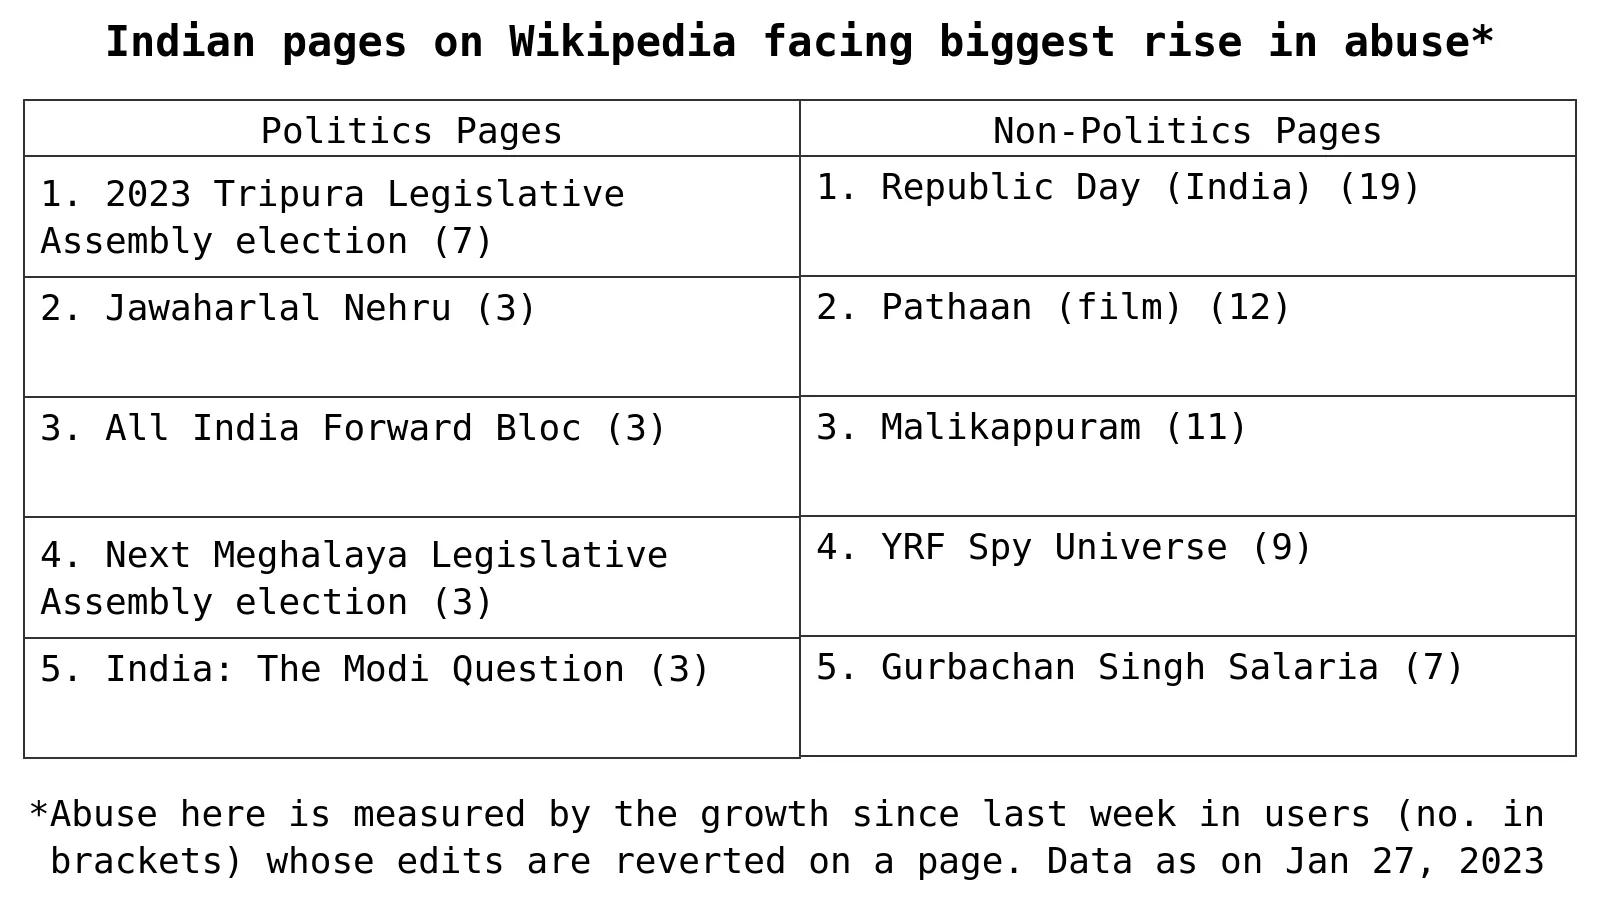 Indian pages on Wikipedia facing biggest rise in abuse*
Politics Pages
Non-Politics Pages
1. 2023 Tripura Legislative
Assembly election (7)
1. Republic Day (India) (19)
2. Jawaharlal Nehru (3)
2. Pathaan (film) (12)
3. All India Forward Bloc (3)
3. Malikappuram (11)
4. Next Meghalaya Legislative
Assembly election (3)
4. YRF Spy Universe (9)
5. India: The Modi Question (3)
5. Gurbachan Singh Salaria (7)
*Abuse here is measured by the growth since last week in users (no. in
brackets) whose edits are reverted on a page. Data as on Jan 27, 2023